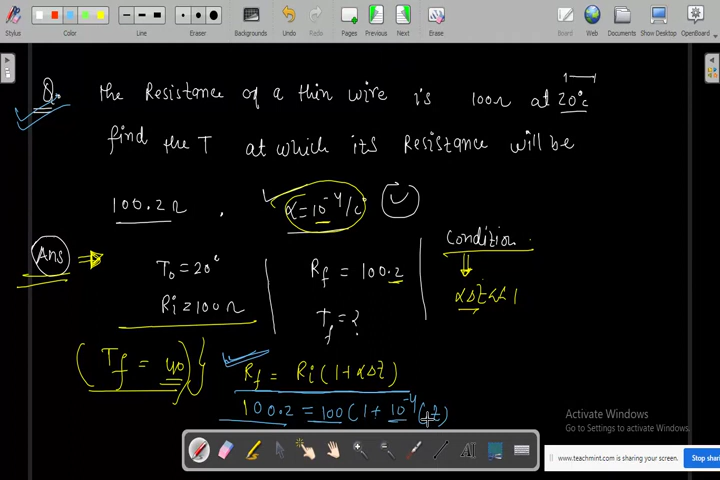 Stylus Color Line Eraser Backgrounds Undo Redo Pages Previous Next Erase Board Web Documents Show Desktop OpenBoard
Q. the Resistance of a thin wire is 100Ω at 20°c
find the T at which its Resistance will be
100.2Ω . α=10⁻⁴/c°
Ans ⇒ T₀=20° Rf = 100.2 Condition
Ri=100Ω Tf=? αΔt<<1
(Tf = 40) Rf = Ri(1+αΔt)
100.2 = 100(1+10⁻⁴(Δt)
Activate Windows
Go to Settings to activate Windows.
www.teachmint.com is sharing your screen. Stop shar